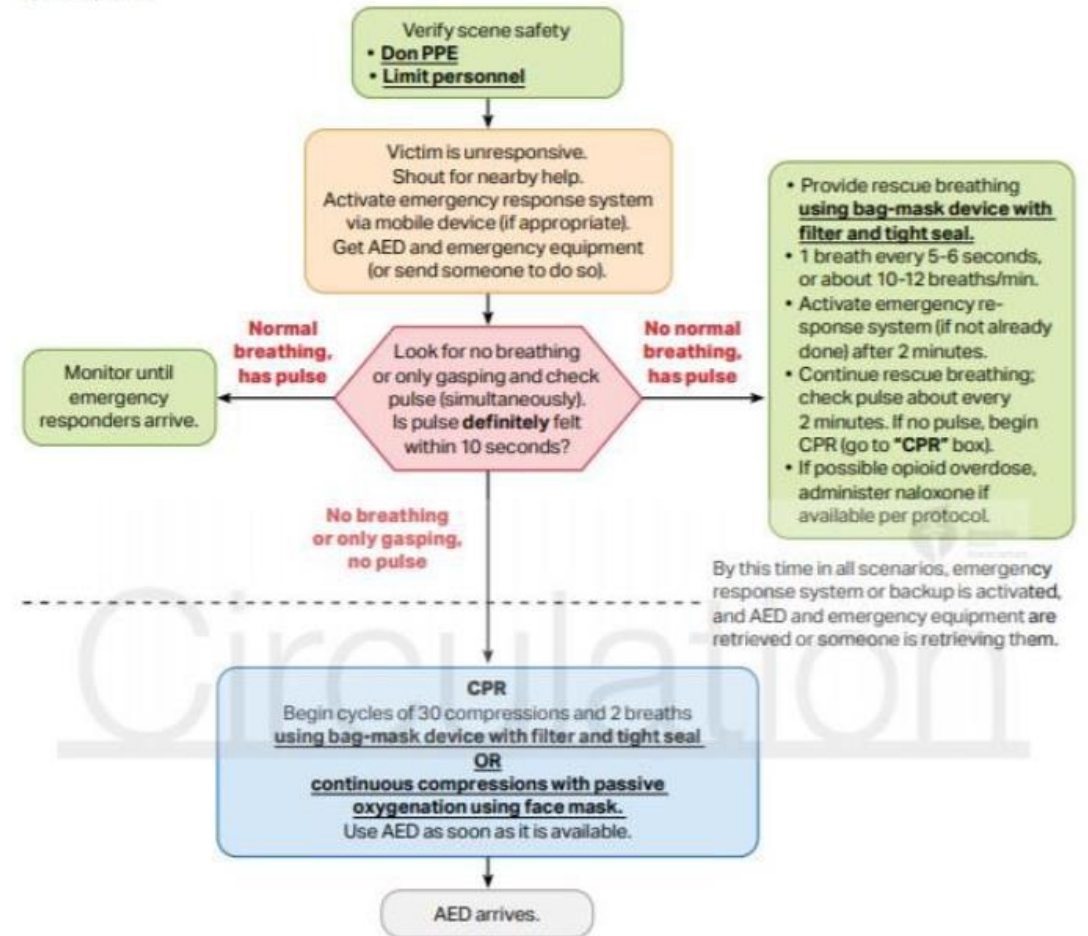 Verify scene safety
• Don PPE
• Limit personnel
Victim is unresponsive.
Shout for nearby help.
Activate emergency response system
via mobile device (if appropriate).
Get AED and emergency equipment
(or send someone to do so).
Normal
breathing,
has pulse
Look for no breathing
or only gasping and check
pulse (simultaneously).
Is pulse definitely felt
within 10 seconds?
No normal
breathing,
has pulse
Monitor until
emergency
responders arrive.
• Provide rescue breathing
using bag-mask device with
filter and tight seal.
• 1 breath every 5-6 seconds,
or about 10-12 breaths/min.
• Activate emergency re-
sponse system (if not already
done) after 2 minutes.
• Continue rescue breathing;
check pulse about every
2 minutes. If no pulse, begin
CPR (go to "CPR" box).
• If possible opioid overdose,
administer naloxone if
available per protocol.
No breathing
or only gasping,
no pulse
By this time in all scenarios, emergency
response system or backup is activated,
and AED and emergency equipment are
retrieved or someone is retrieving them.
Circulation
CPR
Begin cycles of 30 compressions and 2 breaths
using bag-mask device with filter and tight seal
OR
continuous compressions with passive
oxygenation using face mask.
Use AED as soon as it is available.
AED arrives.